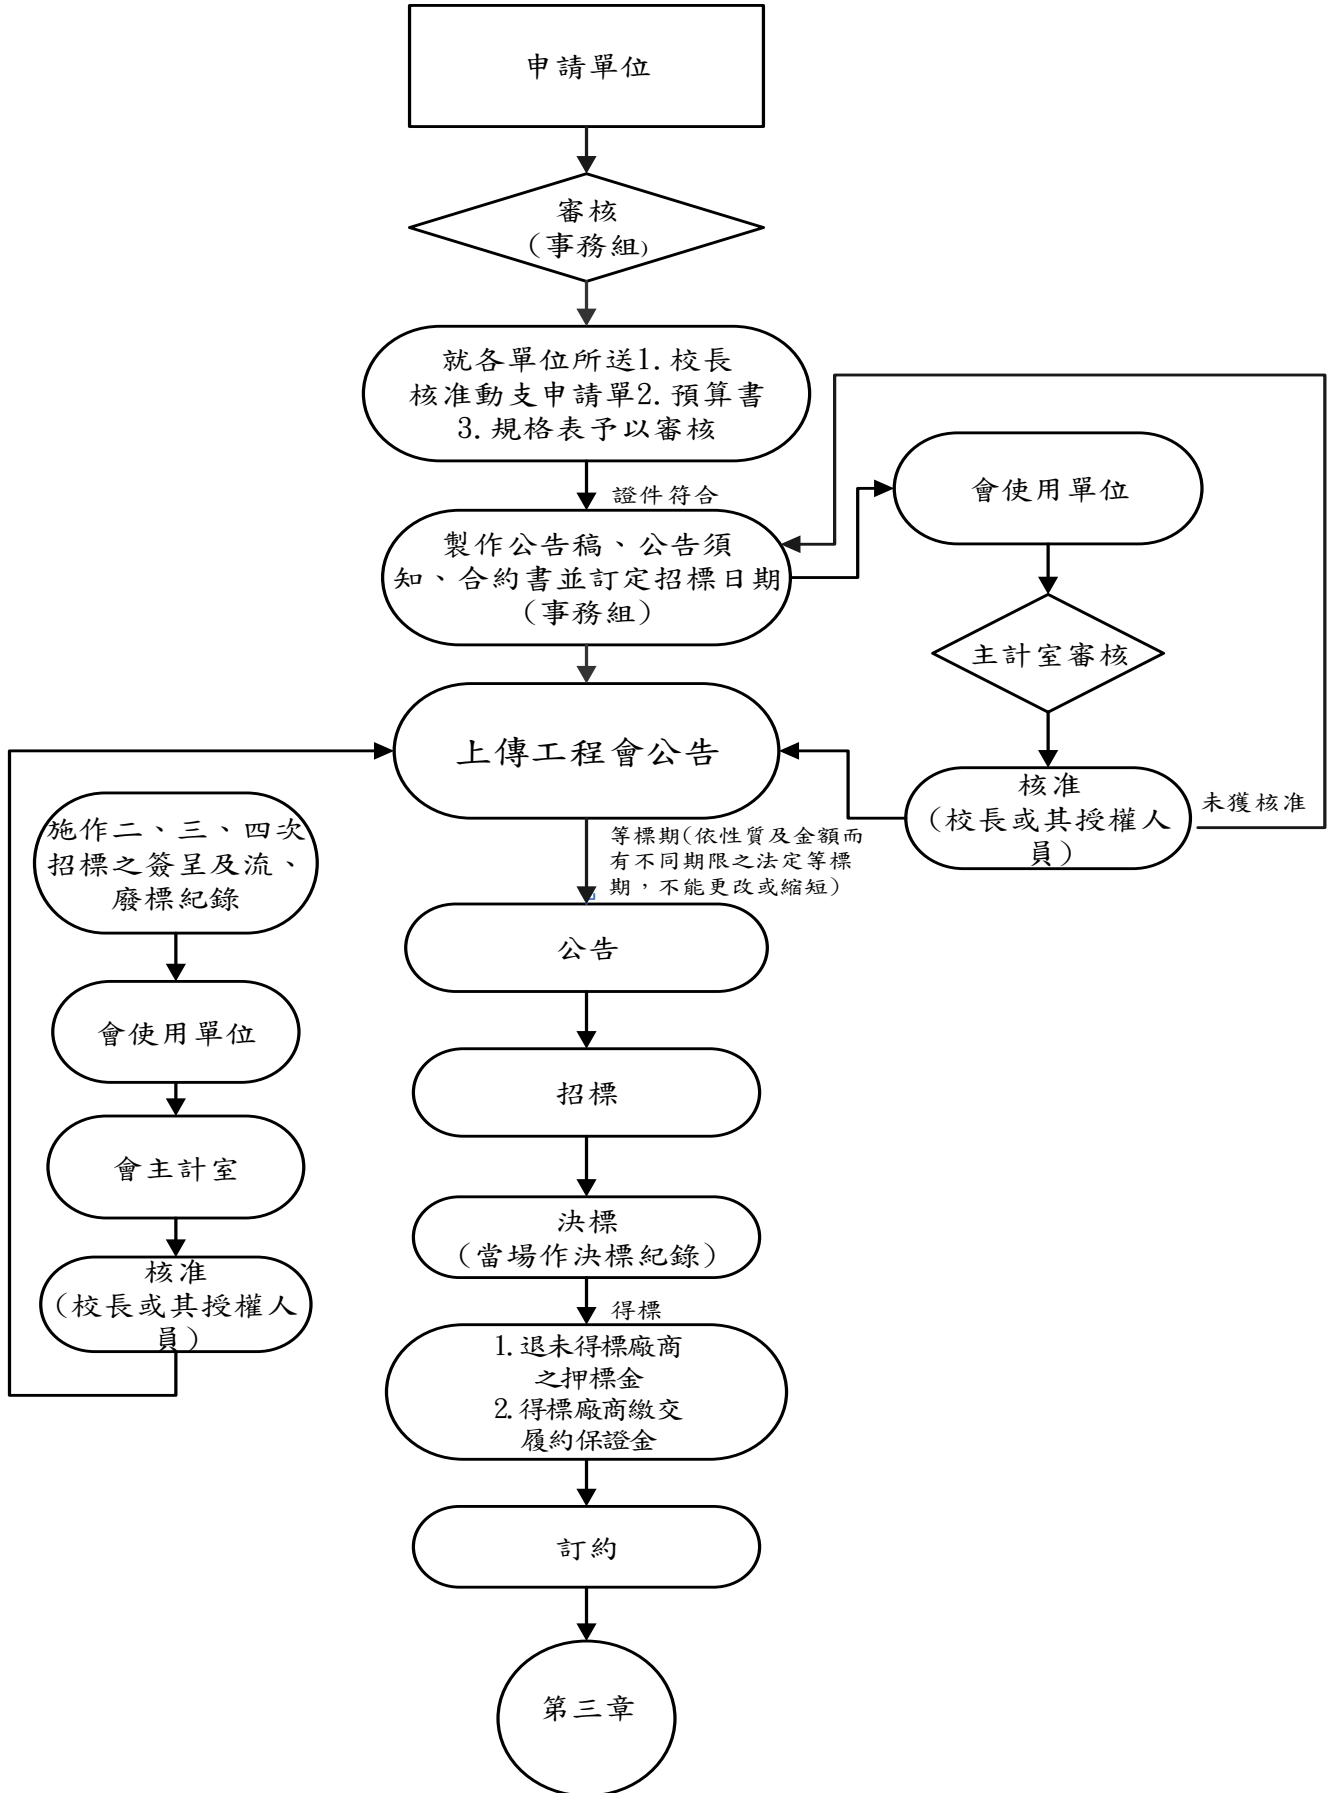 申請單位
審核
（事務組）
就各單位所送1. 校長
核准動支申請單2. 預算書
3. 規格表予以審核
證件符合
製作公告稿、公告須
知、合約書並訂定招標日期
（事務組）
會使用單位
主計室審核
核准
（校長或其授權人
員）
未獲核准
上傳工程會公告
等標期(依性質及金額而
有不同期限之法定等標
期，不能更改或縮短)
公告
招標
決標
（當場作決標紀錄）
得標
1. 退未得標廠商
之押標金
2. 得標廠商繳交
履約保證金
訂約
第三章
施作二、三、四次
招標之簽呈及流、
廢標紀錄
會使用單位
會主計室
核准
（校長或其授權人
員）